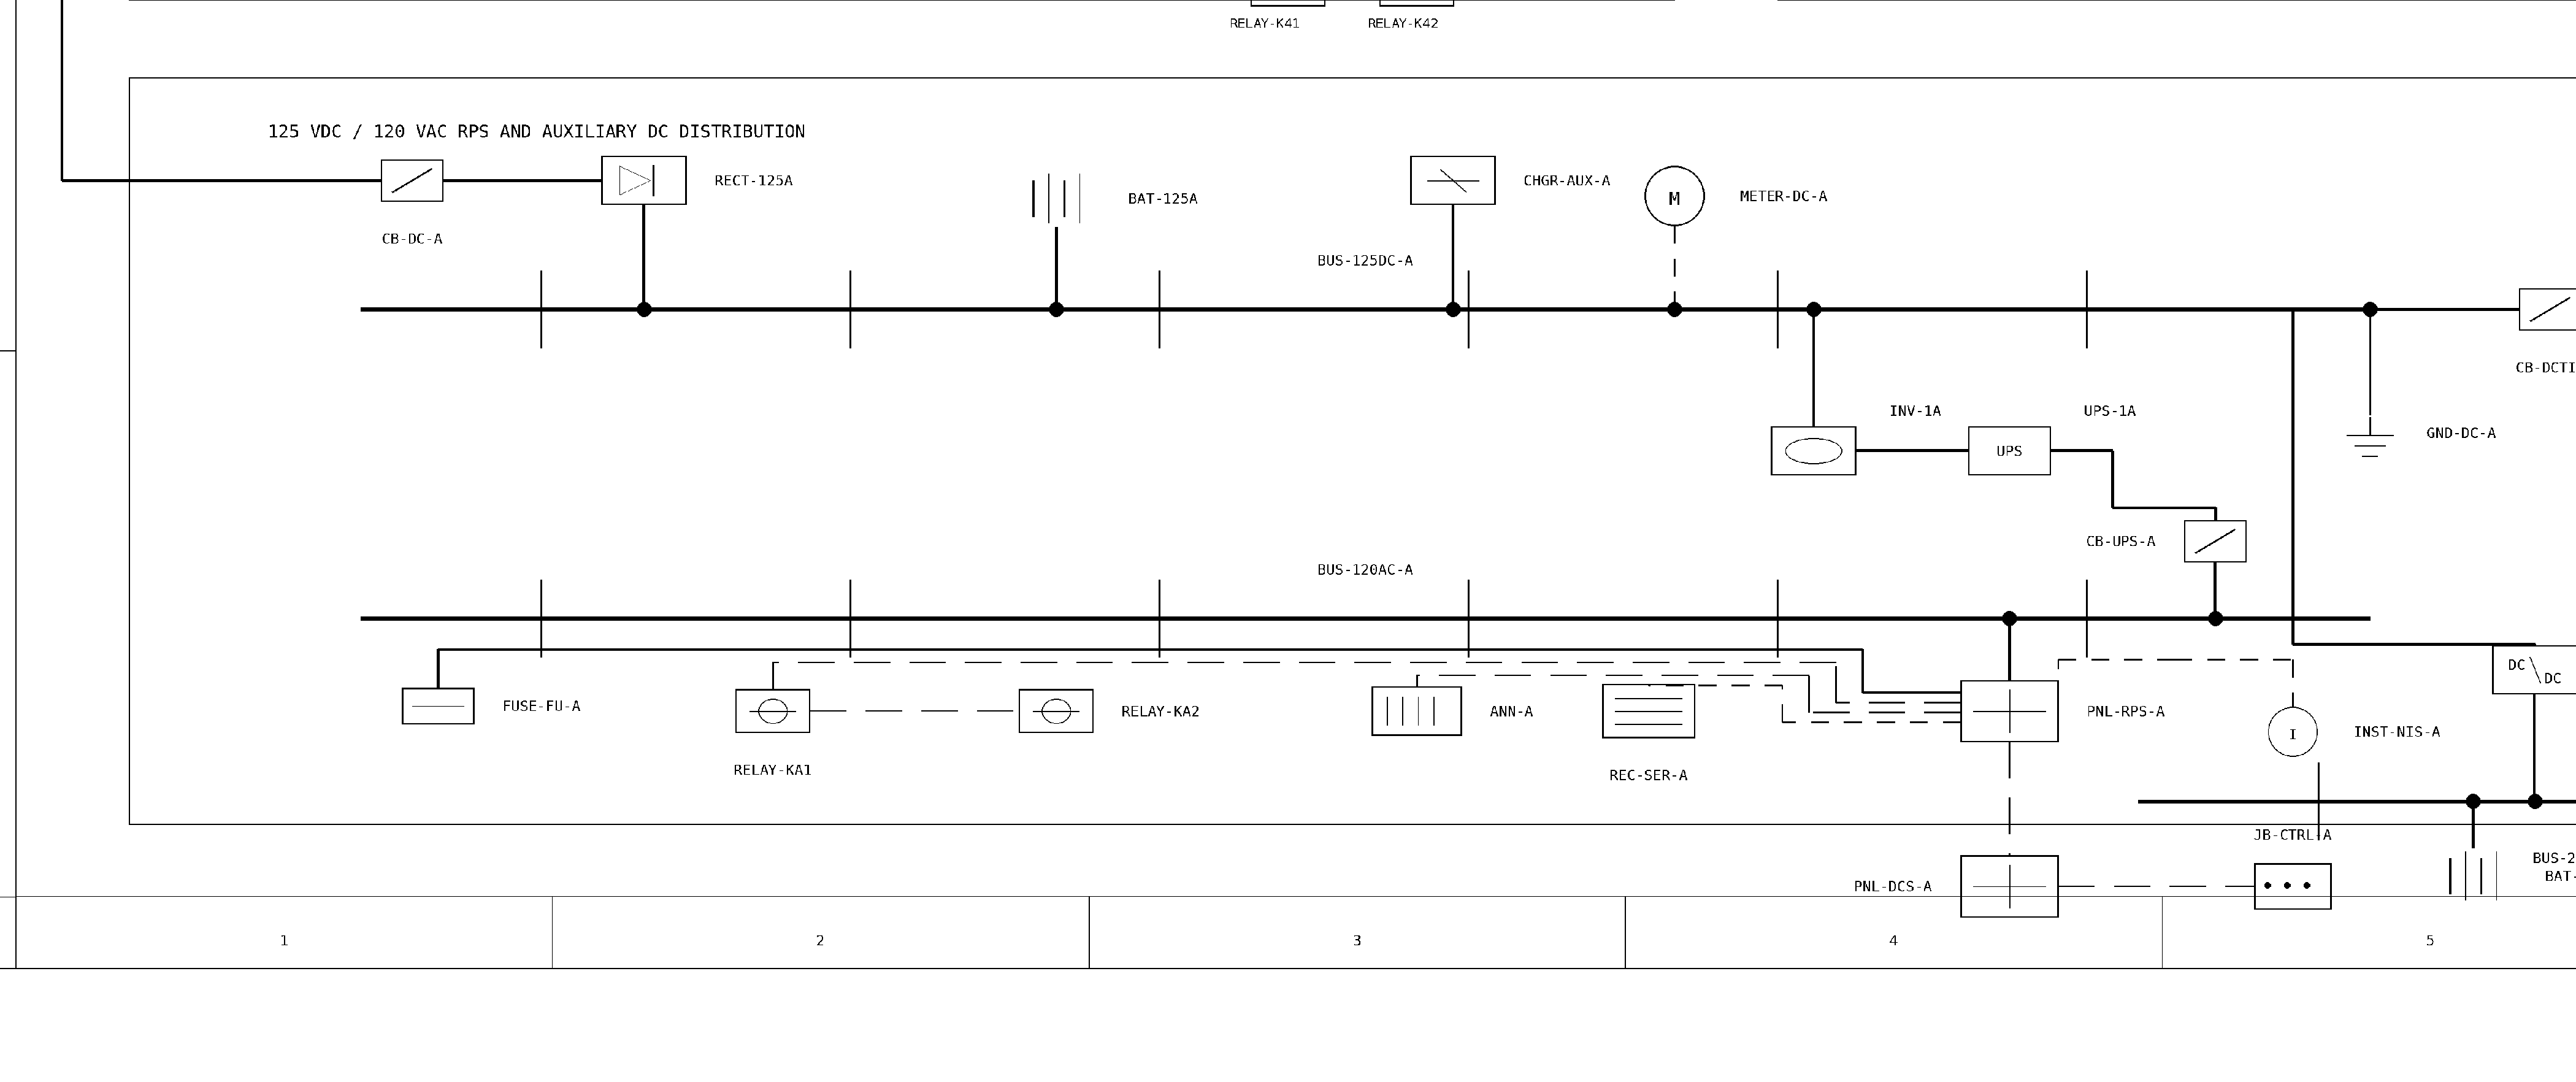 RELAY-K41
RELAY-K42
125 VDC / 120 VAC RPS AND AUXILIARY DC DISTRIBUTION
RECT-125A
CB-DC-A
BAT-125A
CHGR-AUX-A
M
METER-DC-A
BUS-125DC-A
CB-DCTI
INV-1A
UPS-1A
UPS
GND-DC-A
CB-UPS-A
BUS-120AC-A
FUSE-FU-A
RELAY-KA1
RELAY-KA2
ANN-A
REC-SER-A
PNL-RPS-A
I
INST-NIS-A
DC
DC
JB-CTRL-A
PNL-DCS-A
BUS-2
BAT-
1
2
3
4
5